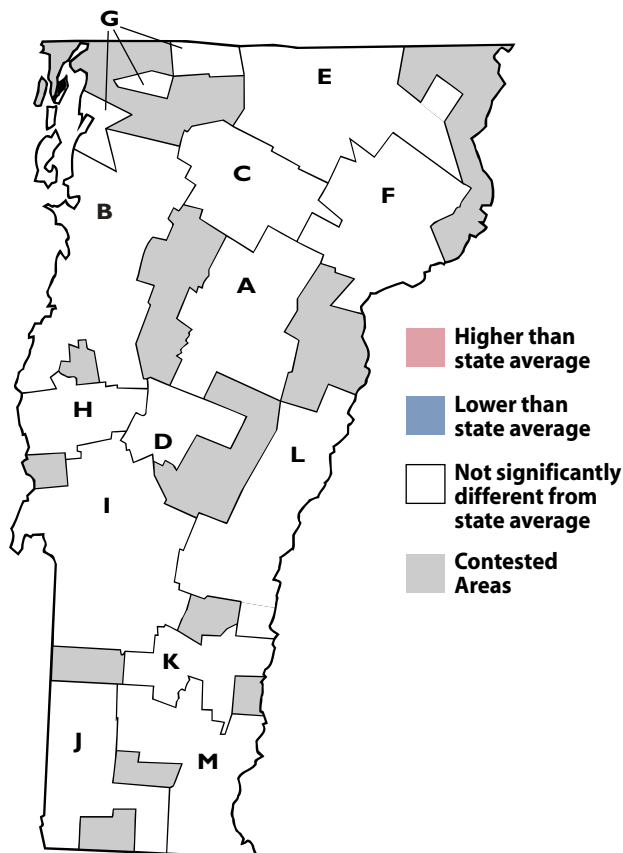 G
E
C
F
B
A
H
D
L
I
K
J
M
Higher than
state average
Lower than
state average
Not significantly
different from
state average
Contested
Areas